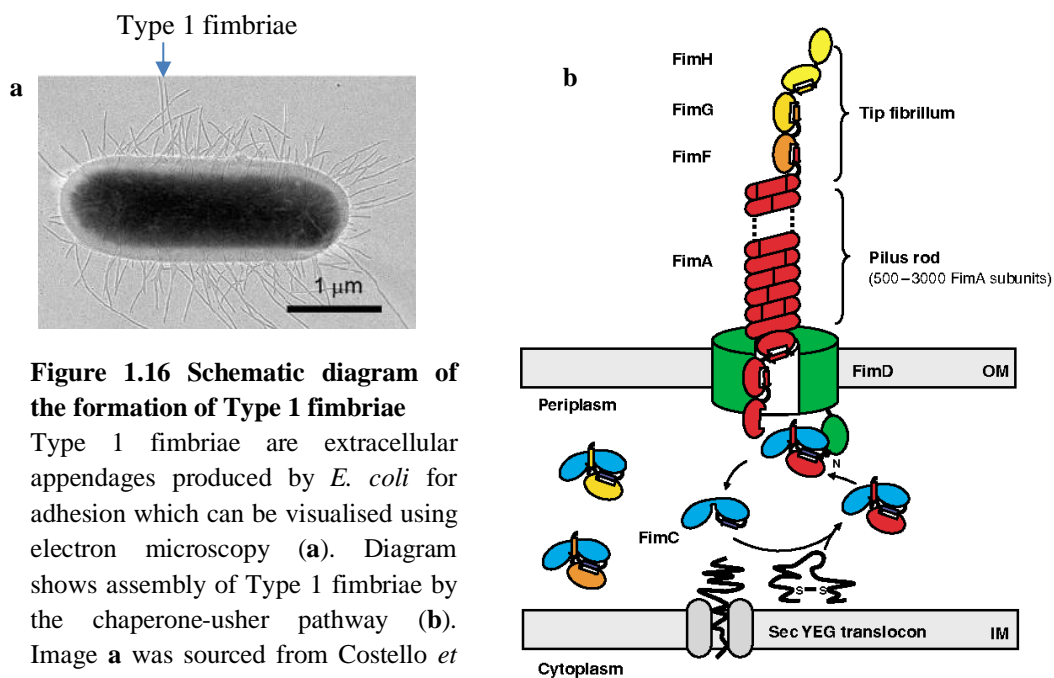 Type 1 fimbriae
a
1 μm
Figure 1.16 Schematic diagram of
the formation of Type 1 fimbriae
Type 1 fimbriae are extracellular
appendages produced by E. coli for
adhesion which can be visualised using
electron microscopy (a). Diagram
shows assembly of Type 1 fimbriae by
the chaperone-usher pathway (b).
Image a was sourced from Costello et
b
FimH
FimG
Tip fibrillum
FimF
FimA
Pilus rod
(500–3000 FimA subunits)
FimD
OM
Periplasm
N
FimC
S–S
Sec YEG translocon
IM
Cytoplasm